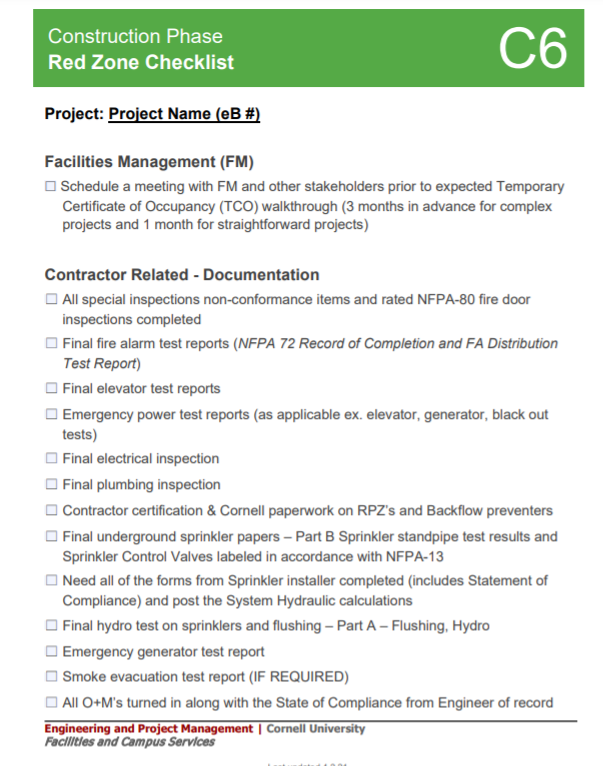 Construction Phase
Red Zone Checklist
C6
Project: Project Name (eB #)
Facilities Management (FM)
Schedule a meeting with FM and other stakeholders prior to expected Temporary
Certificate of Occupancy (TCO) walkthrough (3 months in advance for complex
projects and 1 month for straightforward projects)
Contractor Related - Documentation
All special inspections non-conformance items and rated NFPA-80 fire door
inspections completed
Final fire alarm test reports (NFPA 72 Record of Completion and FA Distribution
Test Report)
Final elevator test reports
Emergency power test reports (as applicable ex. elevator, generator, black out
tests)
Final electrical inspection
Final plumbing inspection
Contractor certification & Cornell paperwork on RPZ's and Backflow preventers
Final underground sprinkler papers – Part B Sprinkler standpipe test results and
Sprinkler Control Valves labeled in accordance with NFPA-13
Need all of the forms from Sprinkler installer completed (includes Statement of
Compliance) and post the System Hydraulic calculations
Final hydro test on sprinklers and flushing – Part A – Flushing, Hydro
Emergency generator test report
Smoke evacuation test report (IF REQUIRED)
All O+M's turned in along with the State of Compliance from Engineer of record
Engineering and Project Management | Cornell University
Facilities and Campus Services